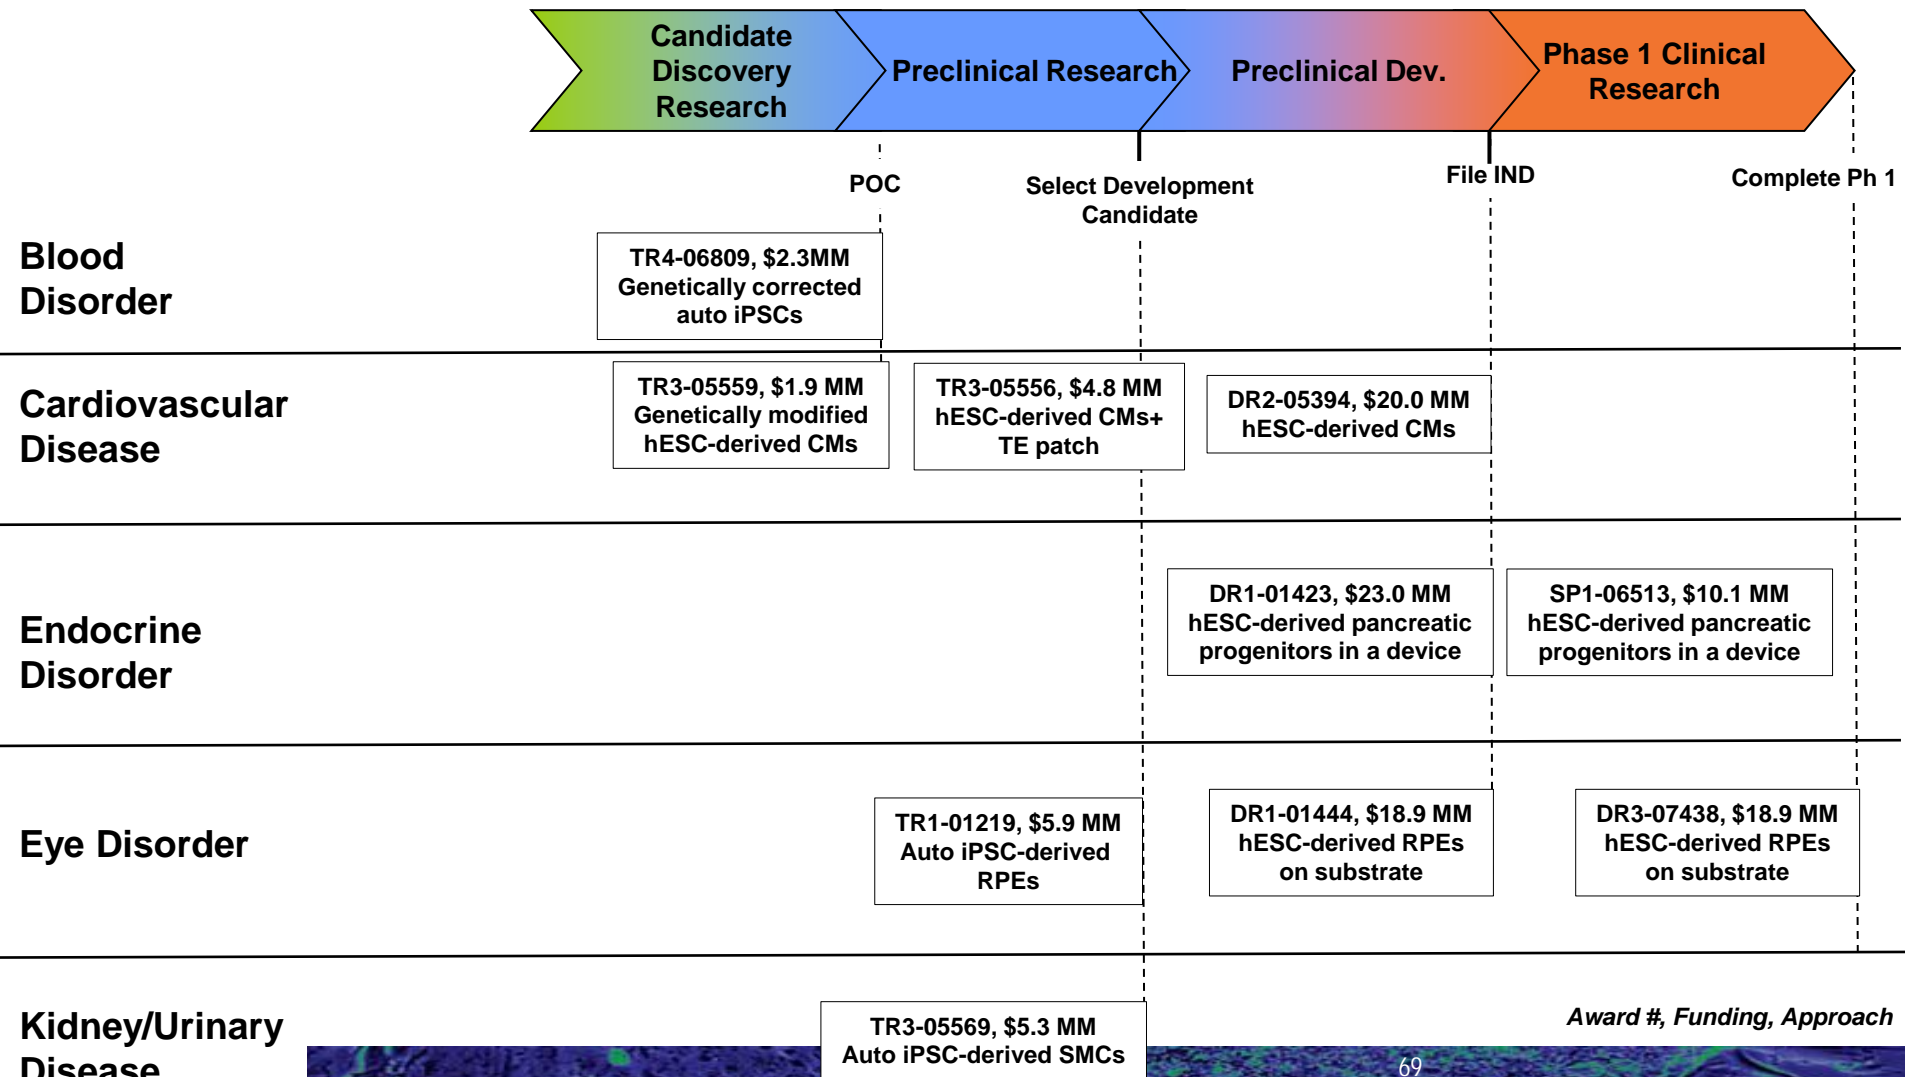 Candidate
Discovery
Research
Preclinical Research
Preclinical Dev.
Phase 1 Clinical
Research
POC
Select Development
Candidate
File IND
Complete Ph 1
Blood
Disorder
TR4-06809, $2.3MM
Genetically corrected
auto iPSCs
Cardiovascular
Disease
TR3-05559, $1.9 MM
Genetically modified
hESC-derived CMs
TR3-05556, $4.8 MM
hESC-derived CMs+
TE patch
DR2-05394, $20.0 MM
hESC-derived CMs
Endocrine
Disorder
DR1-01423, $23.0 MM
hESC-derived pancreatic
progenitors in a device
SP1-06513, $10.1 MM
hESC-derived pancreatic
progenitors in a device
Eye Disorder
TR1-01219, $5.9 MM
Auto iPSC-derived
RPEs
DR1-01444, $18.9 MM
hESC-derived RPEs
on substrate
DR3-07438, $18.9 MM
hESC-derived RPEs
on substrate
Kidney/Urinary
Disease
TR3-05569, $5.3 MM
Auto iPSC-derived SMCs
Award #, Funding, Approach
69